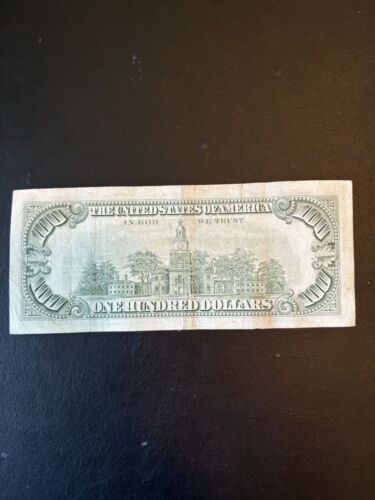 100 100
THE UNITED STATES OF AMERICA
IN GOD WE TRUST
100 100
ONE HUNDRED DOLLARS